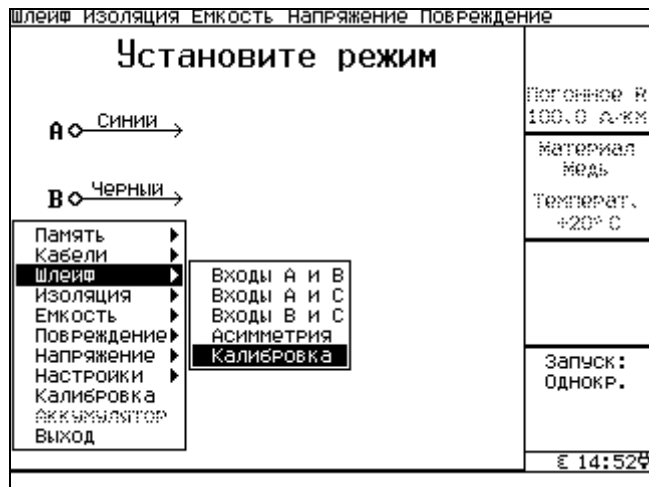 Шлейф Изоляция Емкость Напряжение Повреждение
Установите режим
А Синий
В Черный
Память
Кабели
Шлейф
Изоляция
Емкость
Повреждение
Напряжение
Настройки
Калибровка
Аккумулятор
Выход
Входы А и В
Входы А и С
Входы В и С
Асимметрия
Калибровка
Погонное R
100.0 Ω/км
Материал
Медь
Температ.
+20° С
Запуск:
Однокр.
14:52